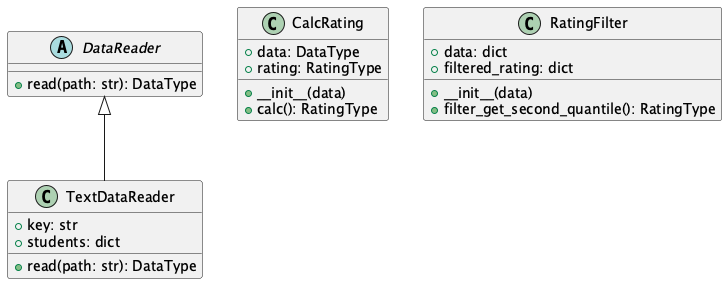 A DataReader
read(path: str): DataType
C TextDataReader
key: str
students: dict
read(path: str): DataType
C CalcRating
data: DataType
rating: RatingType
__init__(data)
calc(): RatingType
C RatingFilter
data: dict
filtered_rating: dict
__init__(data)
filter_get_second_quantile(): RatingType